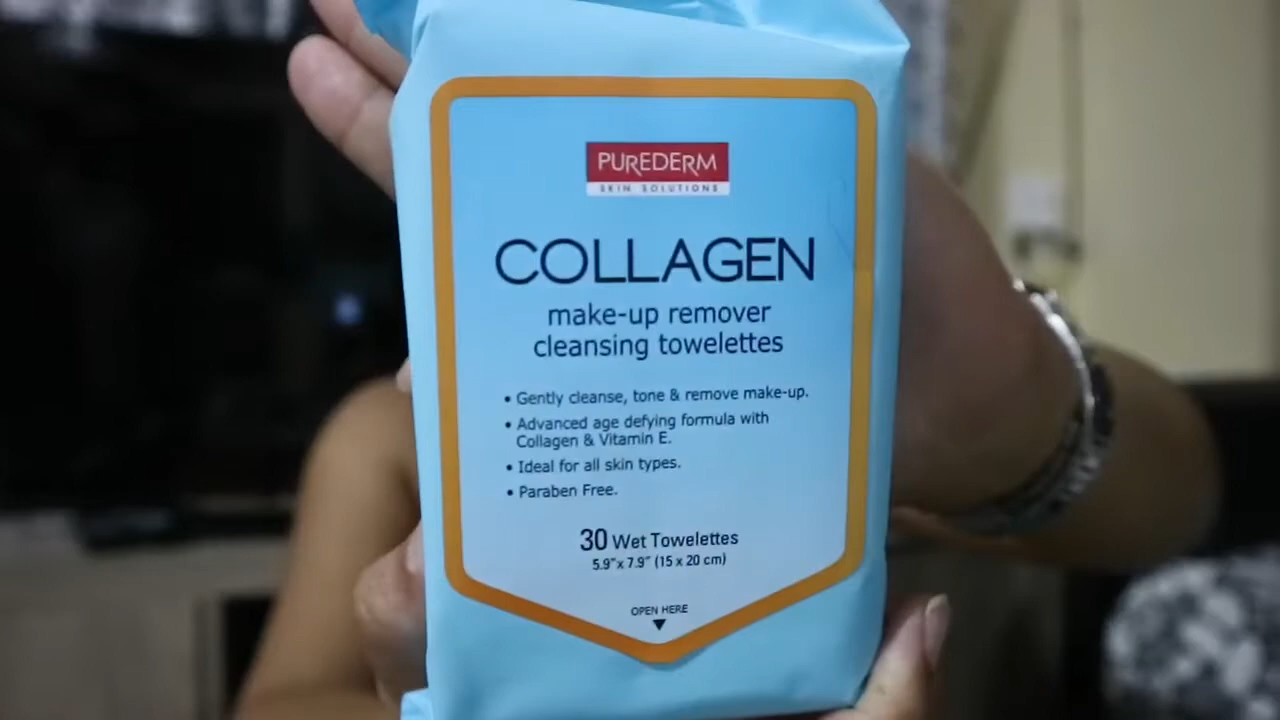 PUREDERM
SKIN SOLUTIONS
COLLAGEN
make-up remover
cleansing towelettes
• Gently cleanse, tone & remove make-up.
• Advanced age defying formula with
Collagen & Vitamin E.
• Ideal for all skin types.
• Paraben Free.
30 Wet Towelettes
5.9"x 7.9" (15 x 20 cm)
OPEN HERE